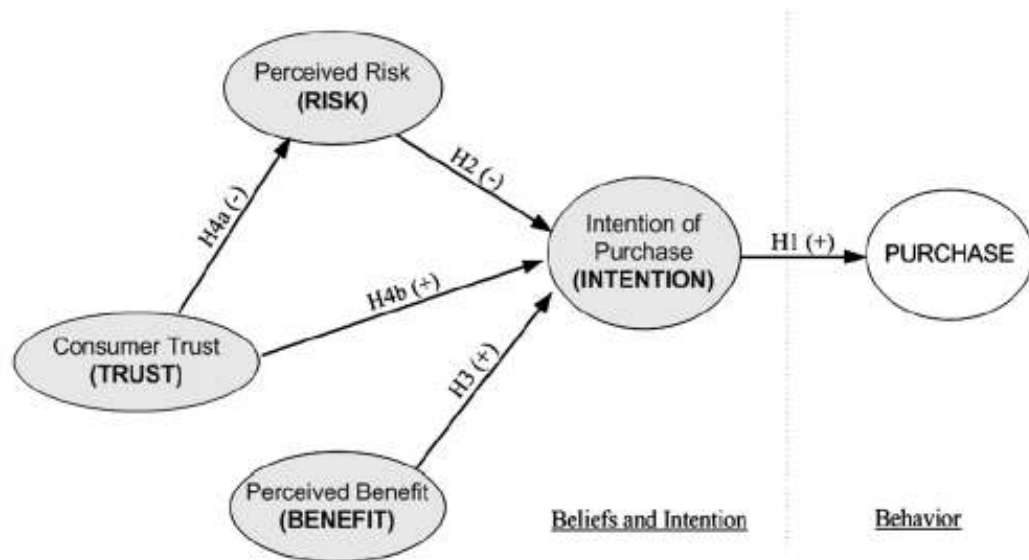 Perceived Risk
(RISK)
H4a (-)
H2 (-)
Intention of
Purchase
(INTENTION)
H1 (+)
PURCHASE
H4b (+)
Consumer Trust
(TRUST)
H3 (+)
Perceived Benefit
(BENEFIT)
Beliefs and Intention
Behavior